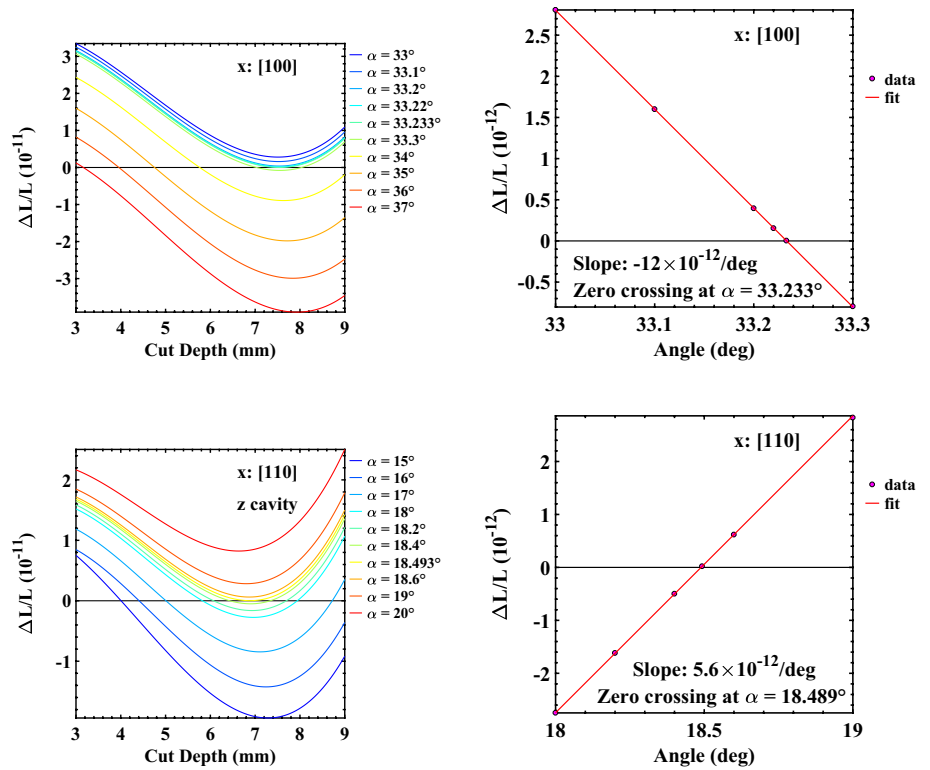 x: [100]
3
2
1
0
-1
-2
-3
3 4 5 6 7 8 9
Cut Depth (mm)
ΔL/L (10⁻¹¹)
α = 33°
α = 33.1°
α = 33.2°
α = 33.22°
α = 33.233°
α = 33.3°
α = 34°
α = 35°
α = 36°
α = 37°
x: [100]
2.5
2
1.5
1
0.5
0
-0.5
33 33.1 33.2 33.3
Angle (deg)
ΔL/L (10⁻¹²)
Slope: -12×10⁻¹²/deg
Zero crossing at α = 33.233°
data
fit
x: [110]
z cavity
2
1
0
-1
3 4 5 6 7 8 9
Cut Depth (mm)
ΔL/L (10⁻¹¹)
α = 15°
α = 16°
α = 17°
α = 18°
α = 18.2°
α = 18.4°
α = 18.493°
α = 18.6°
α = 19°
α = 20°
x: [110]
2
1
0
-1
-2
18 18.5 19
Angle (deg)
ΔL/L (10⁻¹²)
Slope: 5.6×10⁻¹²/deg
Zero crossing at α = 18.489°
data
fit